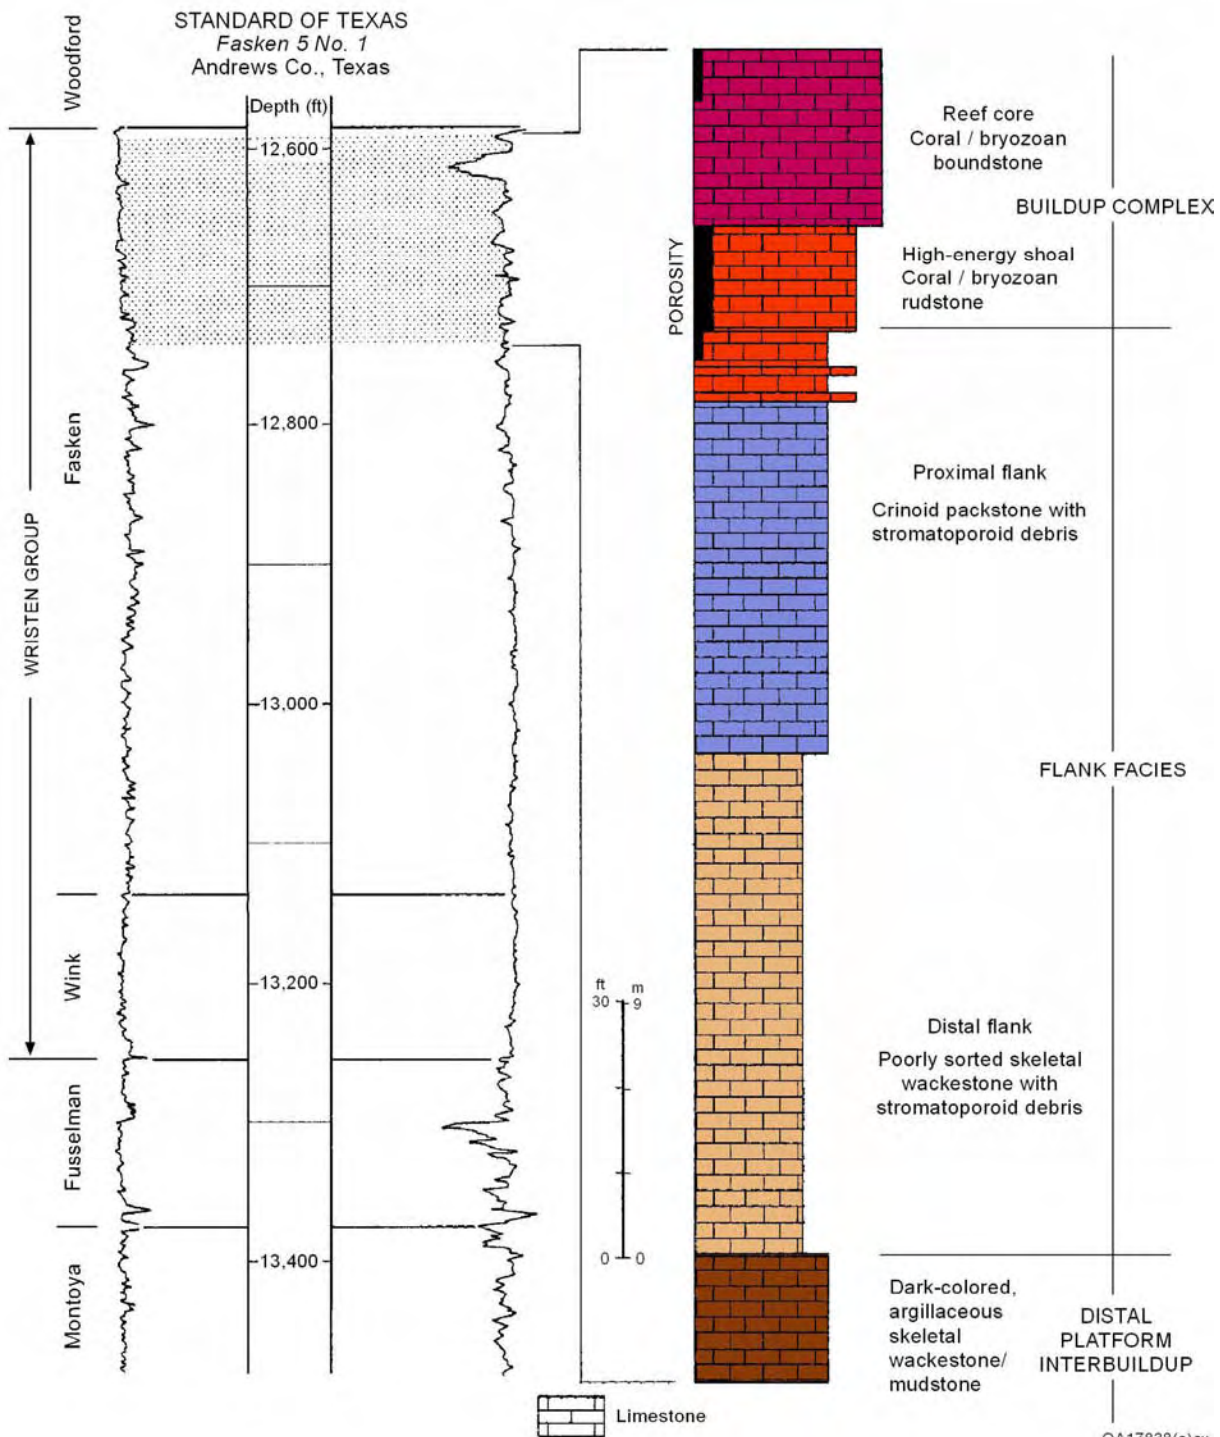 STANDARD OF TEXAS
Fasken 5 No. 1
Andrews Co., Texas
Depth (ft)
12,600
12,800
13,000
13,200
13,400
Woodford
WRISTEN GROUP
Fasken
Wink
Fusselman
Montoya
ft
m
30
9
0
0
POROSITY
Reef core
Coral / bryozoan
boundstone
BUILDUP COMPLEX
High-energy shoal
Coral / bryozoan
rudstone
Proximal flank
Crinoid packstone with
stromatoporoid debris
FLANK FACIES
Distal flank
Poorly sorted skeletal
wackestone with
stromatoporoid debris
Dark-colored,
argillaceous
skeletal
wackestone/
mudstone
DISTAL
PLATFORM
INTERBUILDUP
Limestone